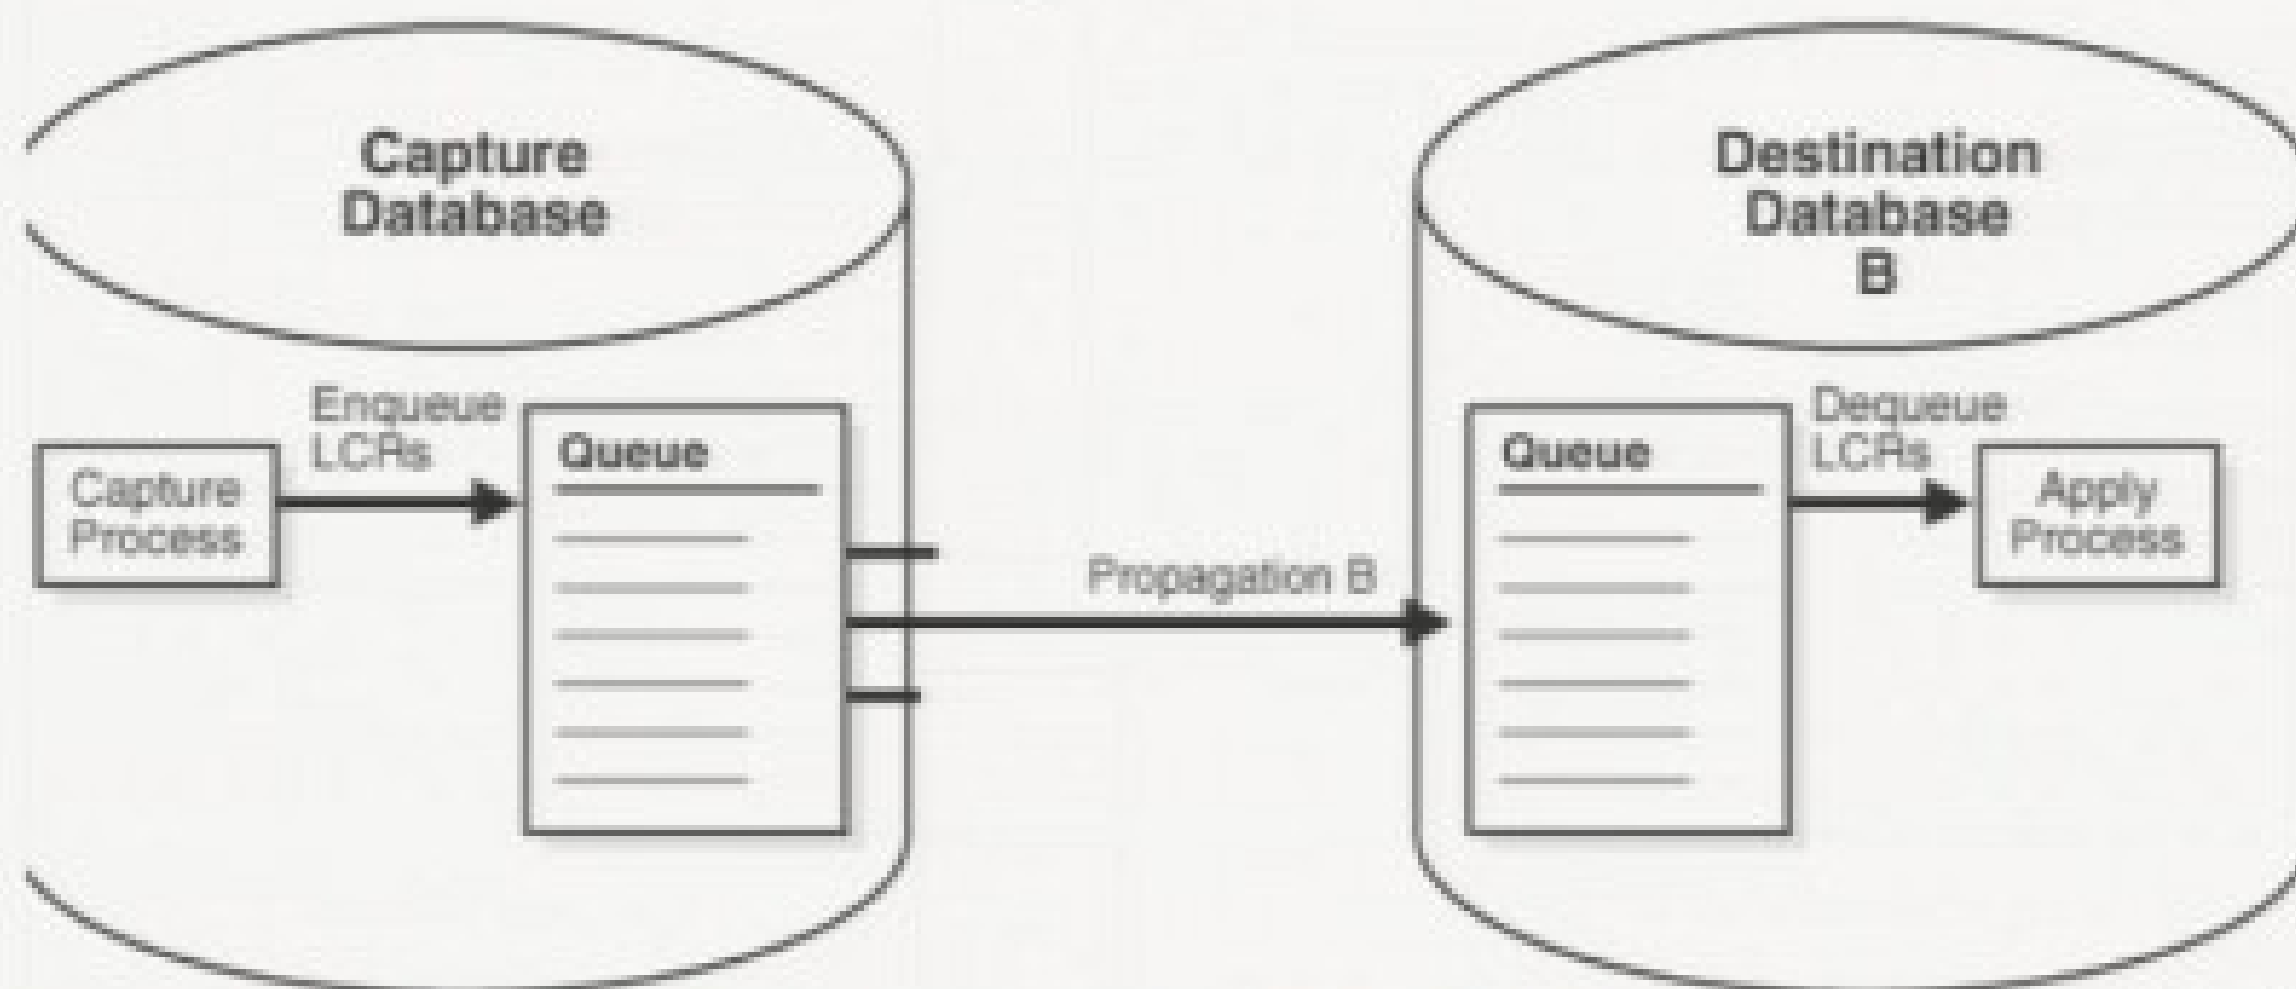 Capture
Database
Destination
Database
B
Enqueue
LCRs
Capture
Process
Queue
Propagation B
Queue
Dequeue
LCRs
Apply
Process